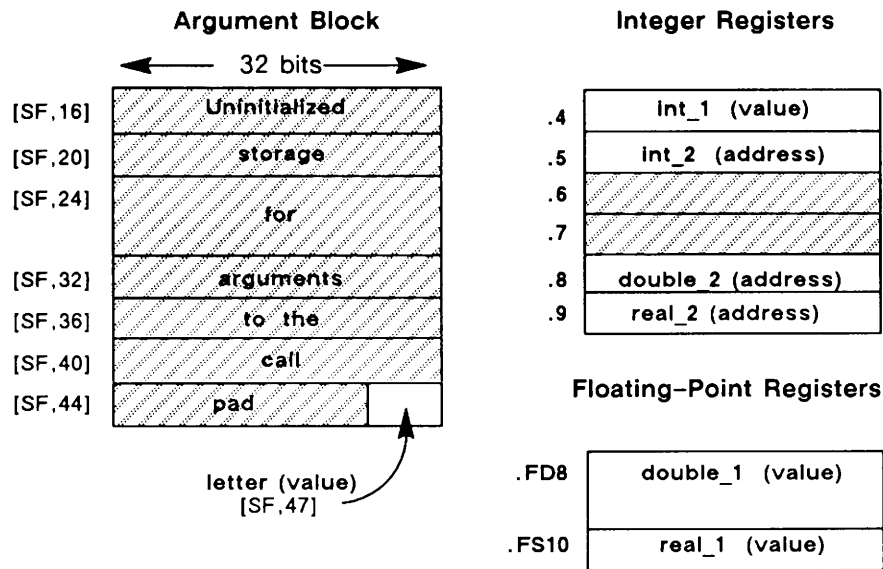 Argument Block
32 bits
[SF,16]
Uninitialized
[SF,20]
storage
[SF,24]
for
[SF,32]
arguments
[SF,36]
to the
[SF,40]
call
[SF,44]
pad
letter (value)
[SF,47]
Integer Registers
.4
int_1 (value)
.5
int_2 (address)
.6
.7
.8
double_2 (address)
.9
real_2 (address)
Floating-Point Registers
.FD8
double_1 (value)
.FS10
real_1 (value)